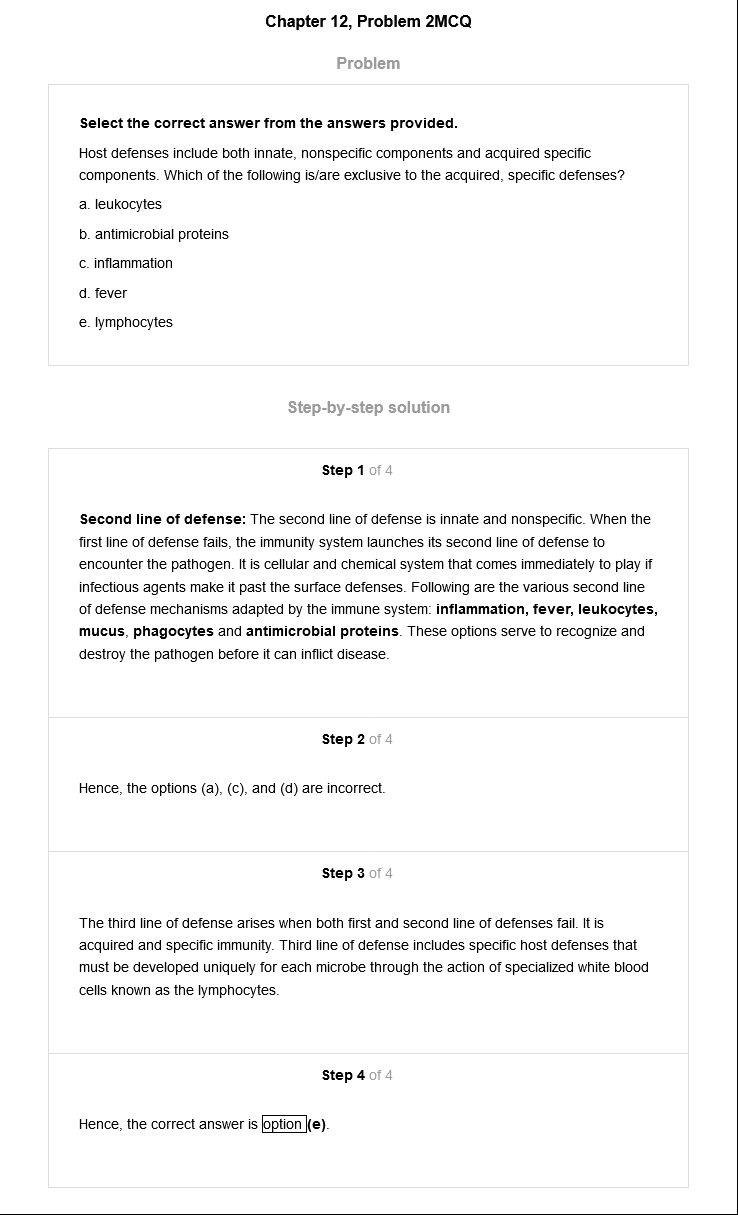 Chapter 12, Problem 2MCQ
Problem
Select the correct answer from the answers provided.
Host defenses include both innate, nonspecific components and acquired specific
components. Which of the following is/are exclusive to the acquired, specific defenses?
a. leukocytes
b. antimicrobial proteins
c. inflammation
d. fever
e. lymphocytes
Step-by-step solution
Step 1 of 4
Second line of defense: The second line of defense is innate and nonspecific. When the
first line of defense fails, the immunity system launches its second line of defense to
encounter the pathogen. It is cellular and chemical system that comes immediately to play if
infectious agents make it past the surface defenses. Following are the various second line
of defense mechanisms adapted by the immune system: inflammation, fever, leukocytes,
mucus, phagocytes and antimicrobial proteins. These options serve to recognize and
destroy the pathogen before it can inflict disease.
Step 2 of 4
Hence, the options (a), (c), and (d) are incorrect.
Step 3 of 4
The third line of defense arises when both first and second line of defenses fail. It is
acquired and specific immunity. Third line of defense includes specific host defenses that
must be developed uniquely for each microbe through the action of specialized white blood
cells known as the lymphocytes.
Step 4 of 4
Hence, the correct answer is option (e).